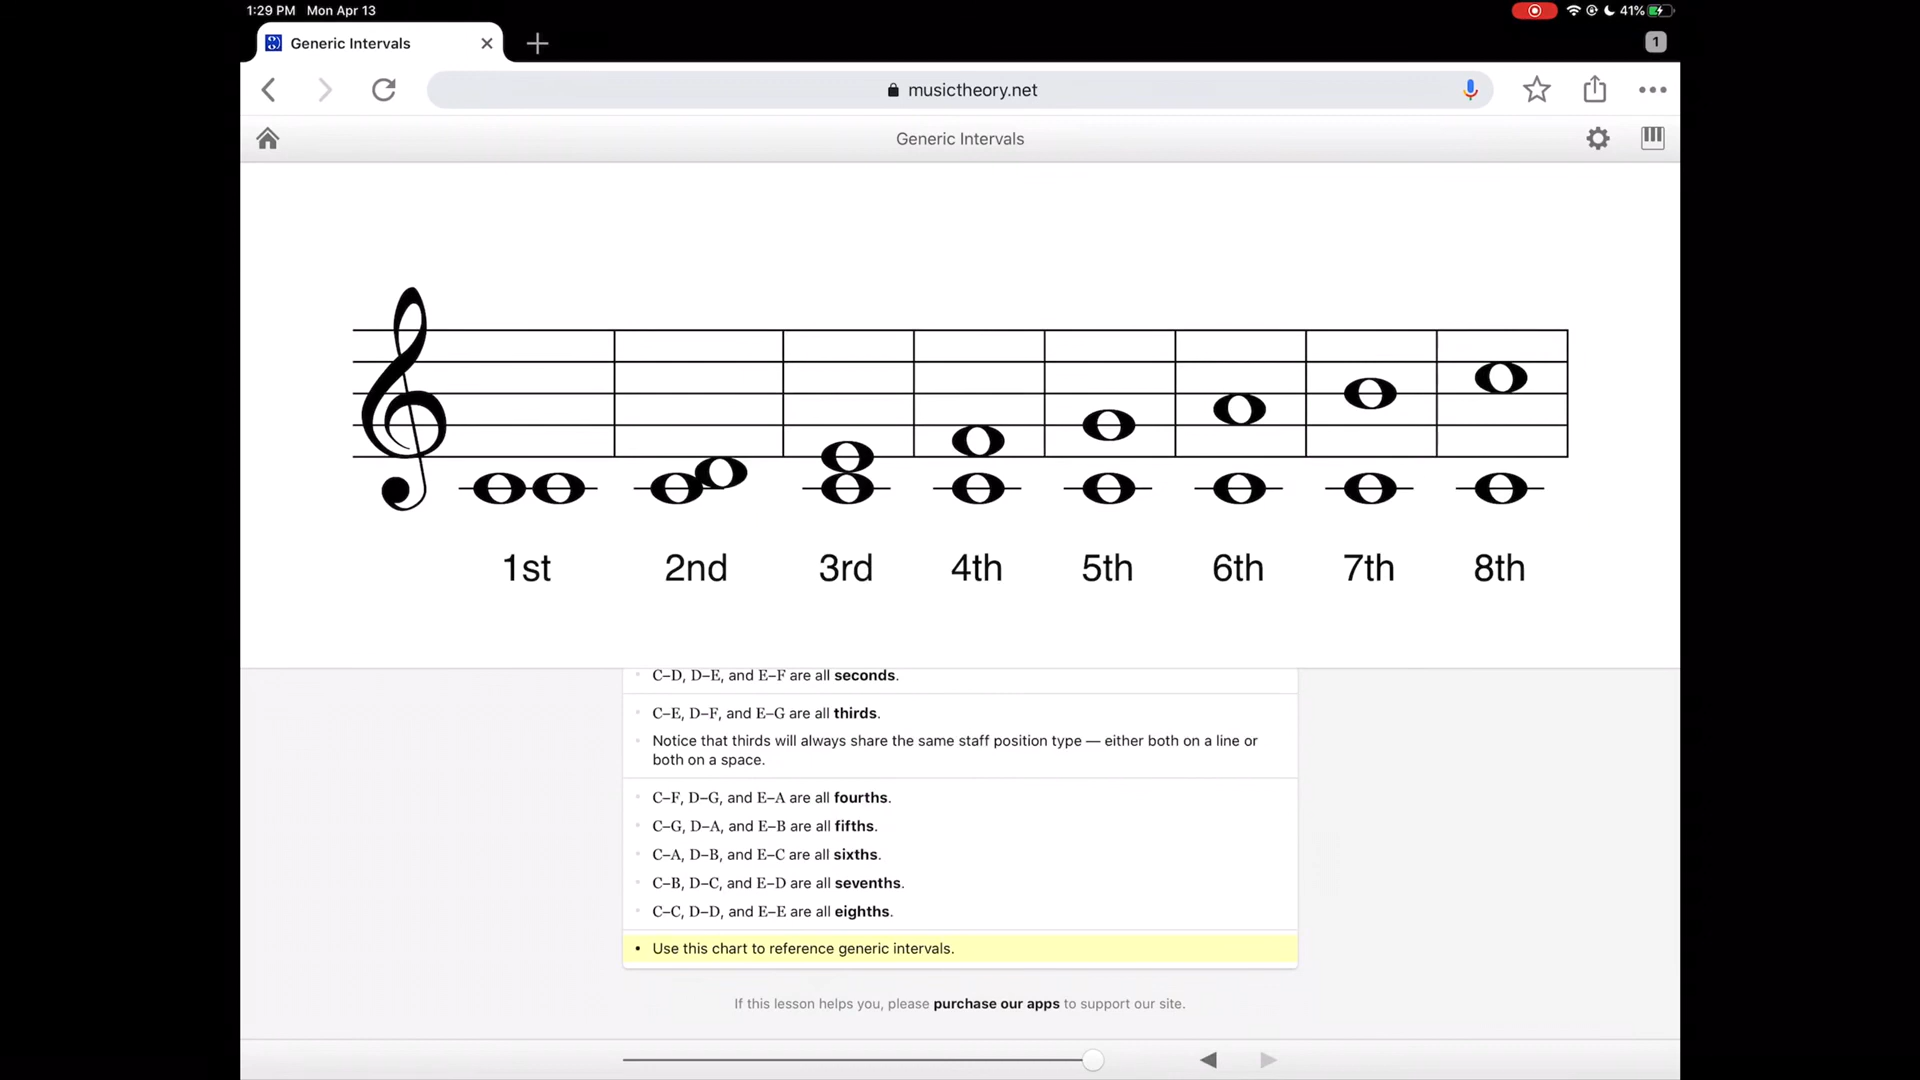 1:29 PM Mon Apr 13
41%
Generic Intervals
1
musictheory.net
Generic Intervals
1st 2nd 3rd 4th 5th 6th 7th 8th
C–D, D–E, and E–F are all seconds.
C–E, D–F, and E–G are all thirds.
Notice that thirds will always share the same staff position type — either both on a line or
both on a space.
C–F, D–G, and E–A are all fourths.
C–G, D–A, and E–B are all fifths.
C–A, D–B, and E–C are all sixths.
C–B, D–C, and E–D are all sevenths.
C–C, D–D, and E–E are all eighths.
Use this chart to reference generic intervals.
If this lesson helps you, please purchase our apps to support our site.